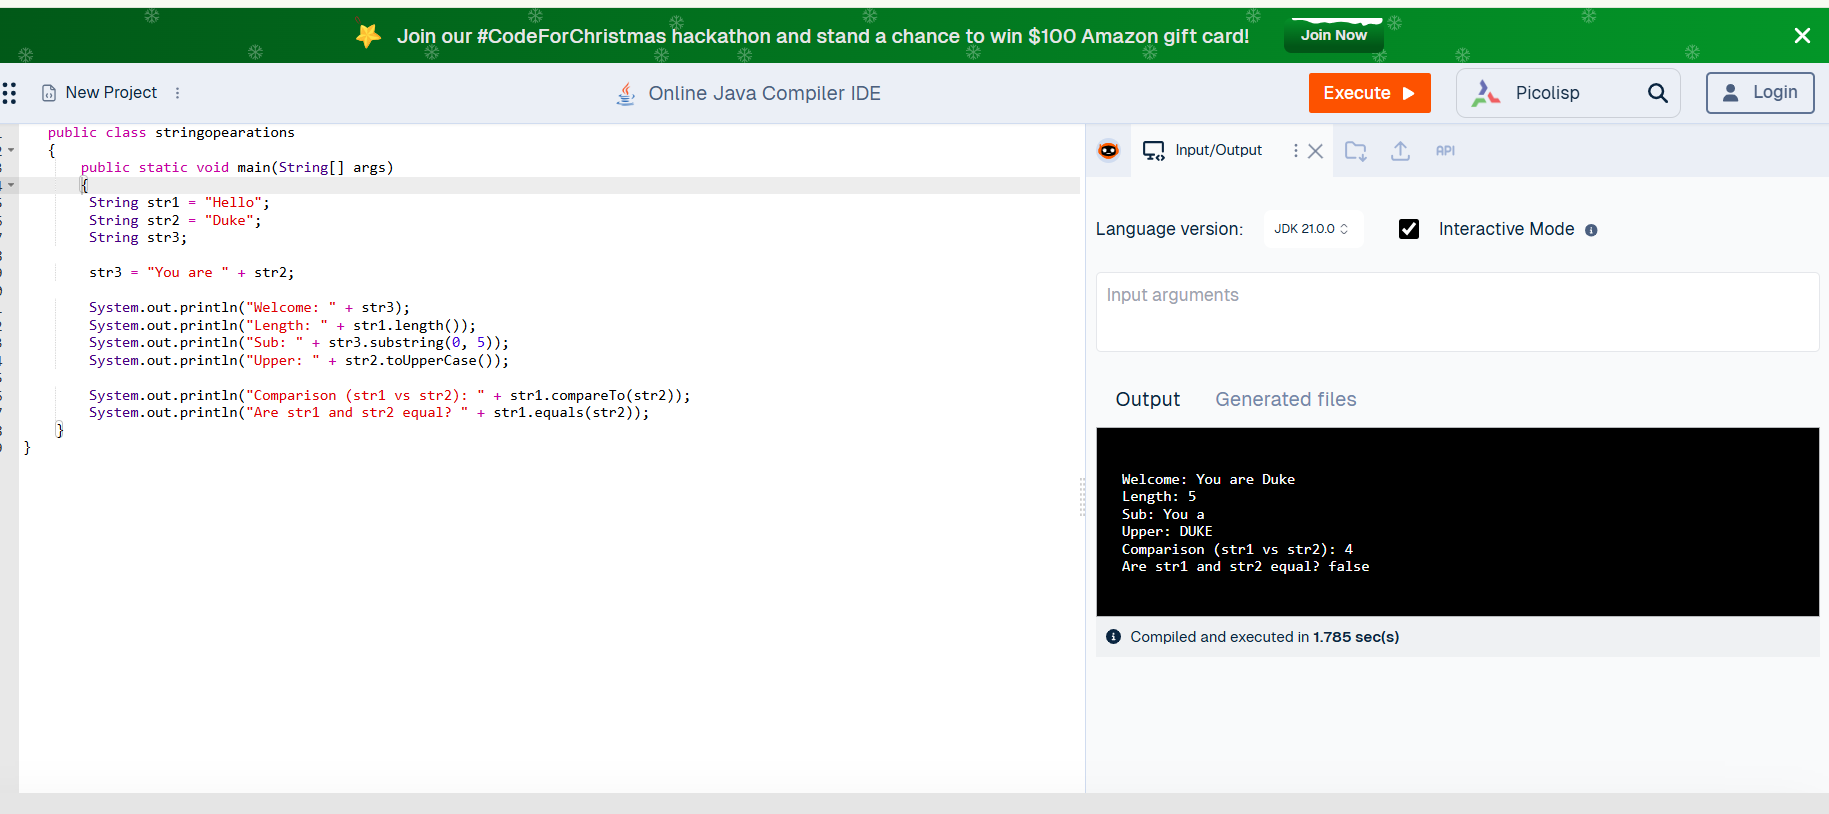 Join our #CodeForChristmas hackathon and stand a chance to win $100 Amazon gift card!
Join Now
New Project
Online Java Compiler IDE
Execute
Picolisp
Login
public class stringopearations
{
public static void main(String[] args)
{
String str1 = "Hello";
String str2 = "Duke";
String str3;
str3 = "You are " + str2;
System.out.println("Welcome: " + str3);
System.out.println("Length: " + str1.length());
System.out.println("Sub: " + str3.substring(0, 5));
System.out.println("Upper: " + str2.toUpperCase());
System.out.println("Comparison (str1 vs str2): " + str1.compareTo(str2));
System.out.println("Are str1 and str2 equal? " + str1.equals(str2));
}
}
Input/Output
API
Language version:
JDK 21.0.0
Interactive Mode
Input arguments
Output
Generated files
Welcome: You are Duke
Length: 5
Sub: You a
Upper: DUKE
Comparison (str1 vs str2): 4
Are str1 and str2 equal? false
Compiled and executed in 1.785 sec(s)